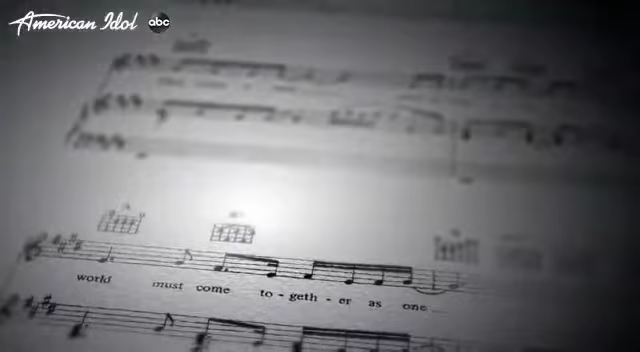 American Idol abc
world must come to - geth - er as one